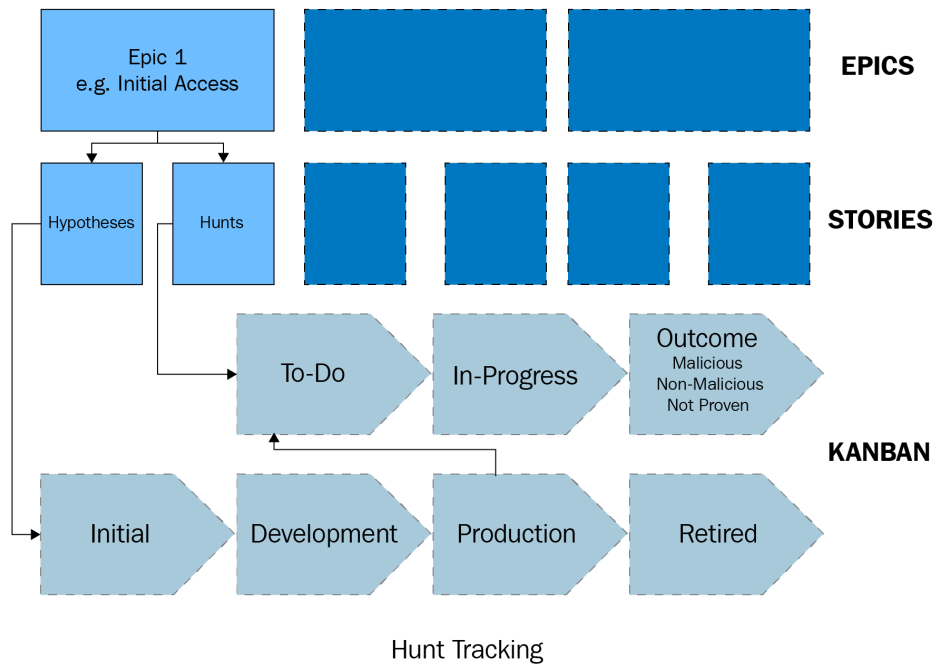 Epic 1
e.g. Initial Access
EPICS
Hypotheses
Hunts
STORIES
To-Do
In-Progress
Outcome
Malicious
Non-Malicious
Not Proven
KANBAN
Initial
Development
Production
Retired
Hunt Tracking